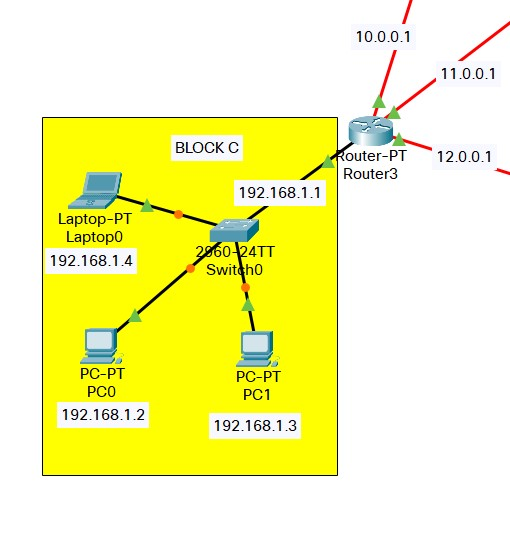 10.0.0.1
11.0.0.1
BLOCK C
Router-PT
Router3
12.0.0.1
192.168.1.1
Laptop-PT
Laptop0
192.168.1.4
2960-24TT
Switch0
PC-PT
PC0
192.168.1.2
PC-PT
PC1
192.168.1.3